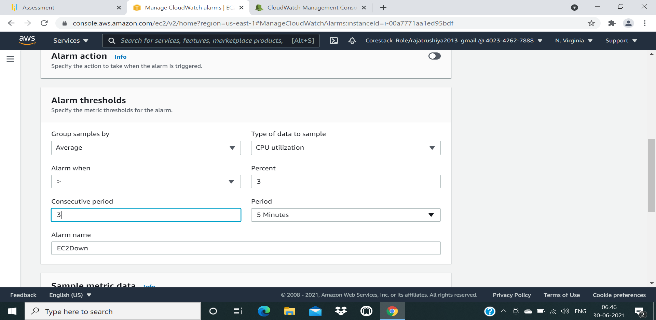 Assessment
Manage CloudWatch alarms | EC
CloudWatch Management Con
console.aws.amazon.com/ec2/v2/home?region=us-east-1#ManageCloudWatchAlarms:instanceId=i-00a7771aa1ed95bdf
aws
Services
Search for services, features, marketplace products, [Alt+S]
N. Virginia
Support
Alarm action Info
Specify the action to take when the alarm is triggered.
Alarm thresholds
Specify the metric thresholds for the alarm.
Group samples by
Type of data to sample
Average
CPU utilization
Alarm when
Percent
>=
3
Consecutive period
Period
3
5 Minutes
Alarm name
EC2Down
Sample metric data Info
Feedback
English (US)
© 2008 - 2021, Amazon Web Services, Inc. or its affiliates. All rights reserved.
Privacy Policy
Terms of Use
Cookie preferences
Type here to search
ENG
06:40
30-06-2021